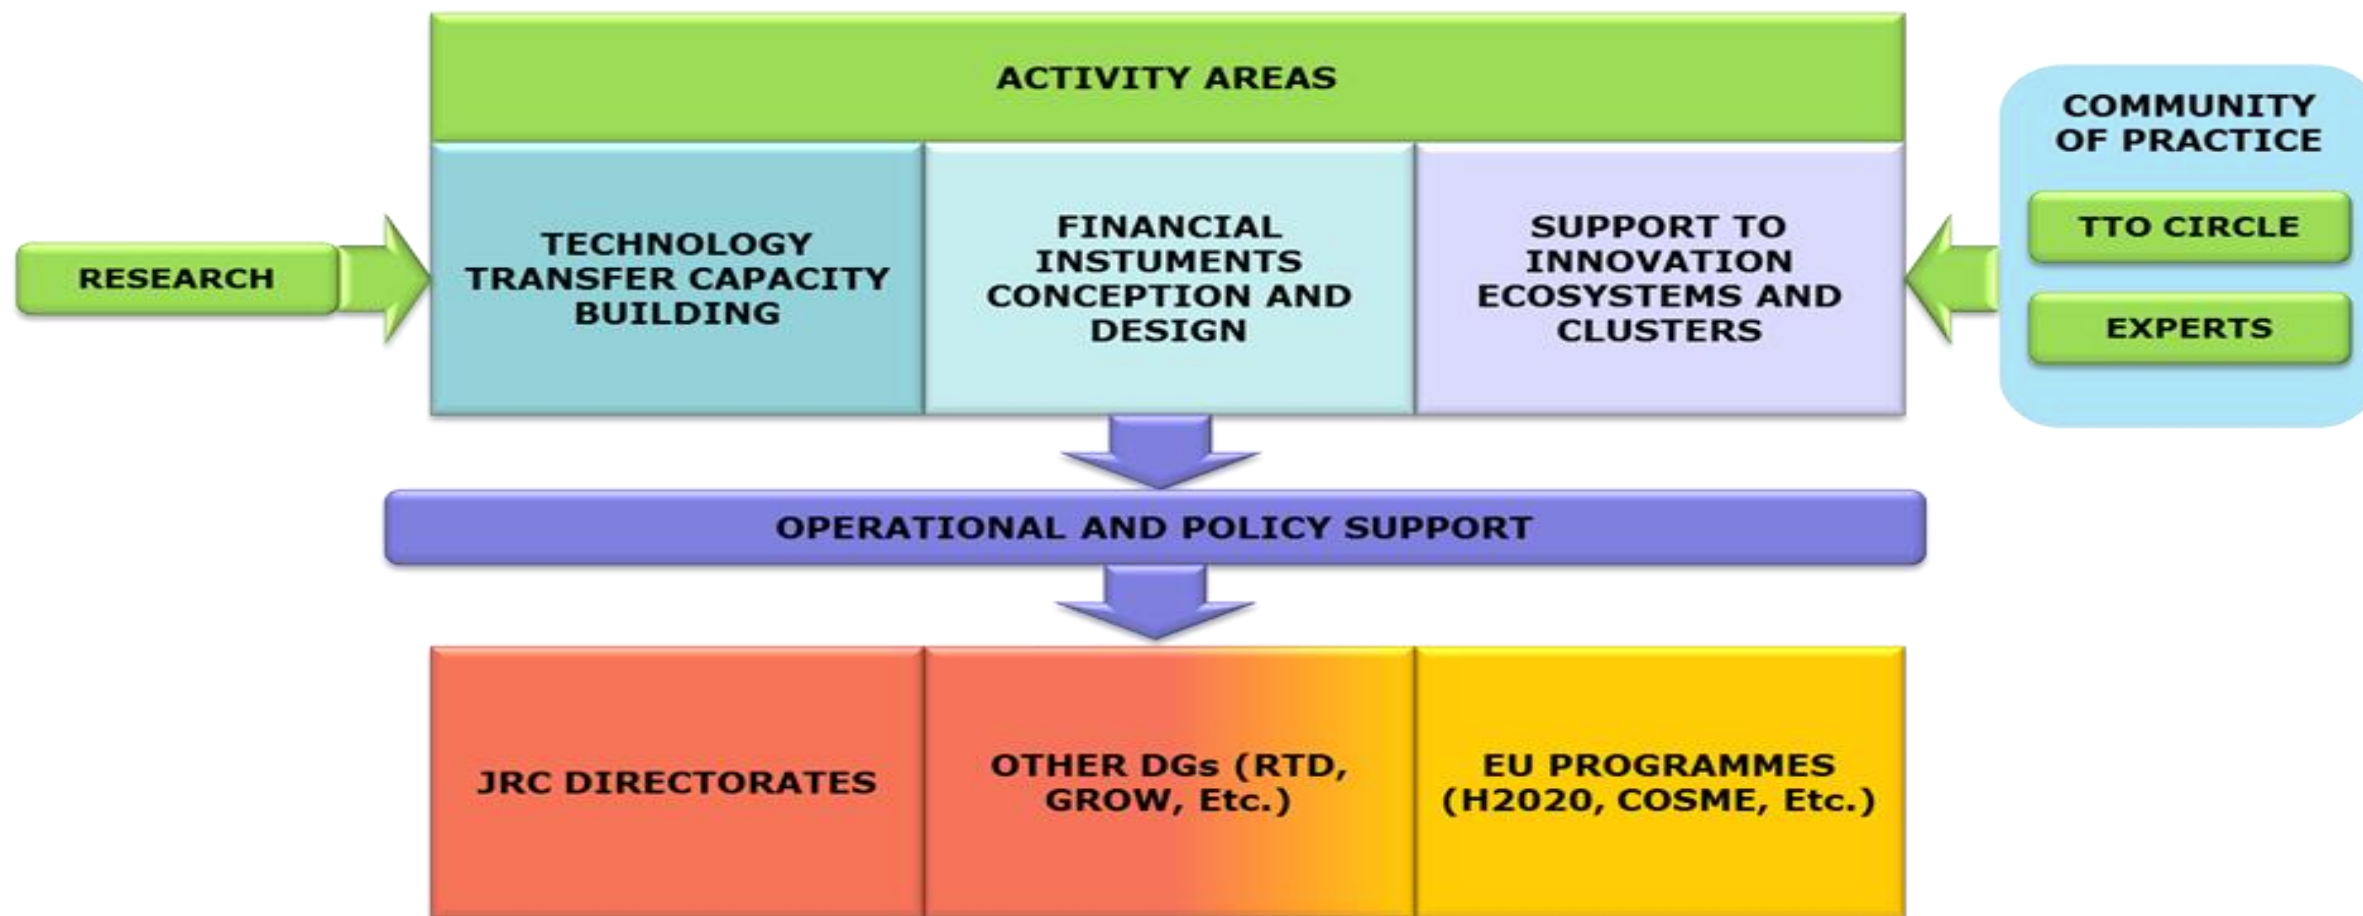 ACTIVITY AREAS
RESEARCH
TECHNOLOGY
TRANSFER CAPACITY
BUILDING
FINANCIAL
INSTUMENTS
CONCEPTION AND
DESIGN
SUPPORT TO
INNOVATION
ECOSYSTEMS AND
CLUSTERS
COMMUNITY
OF PRACTICE
TTO CIRCLE
EXPERTS
OPERATIONAL AND POLICY SUPPORT
JRC DIRECTORATES
OTHER DGs (RTD,
GROW, Etc.)
EU PROGRAMMES
(H2020, COSME, Etc.)